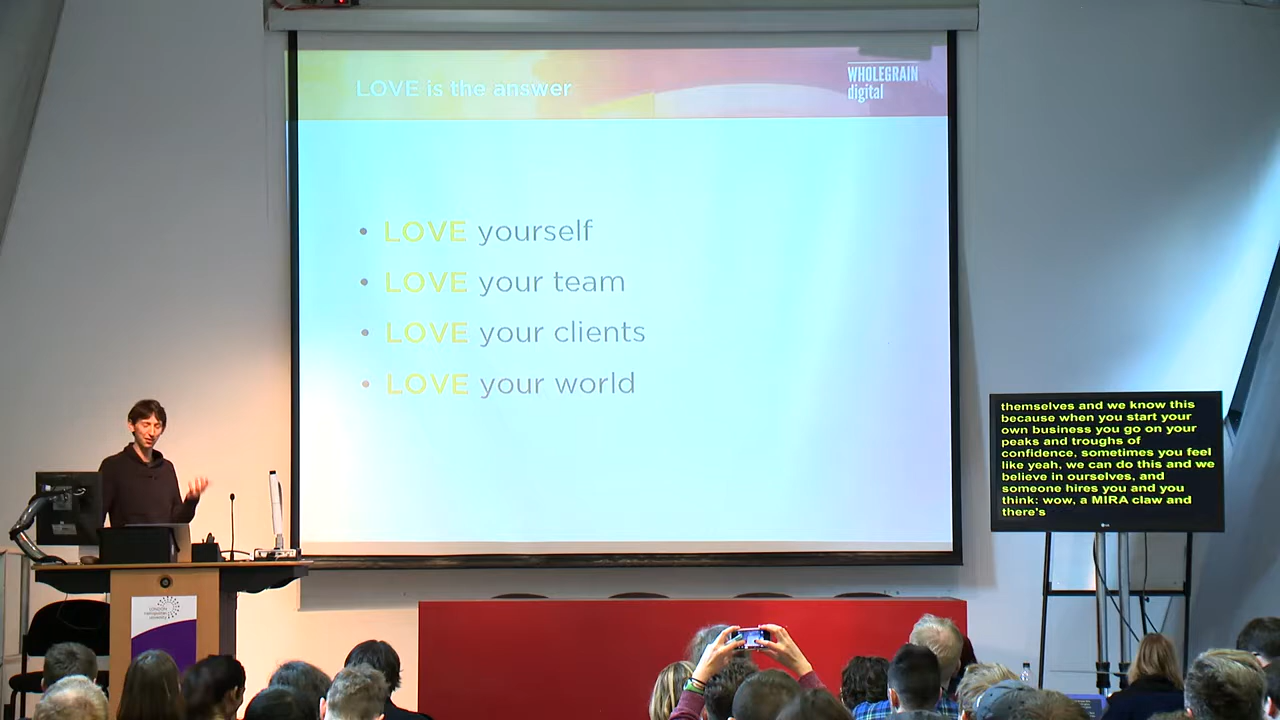 LOVE is the answer
WHOLEGRAIN
digital
• LOVE yourself
• LOVE your team
• LOVE your clients
• LOVE your world
themselves and we know this
because when you start your
own business you go on your
peaks and troughs of
confidence, sometimes you feel
like yeah, we can do this and we
believe in ourselves, and
someone hires you and you
think: wow, a MIRA claw and
there's
LONDON